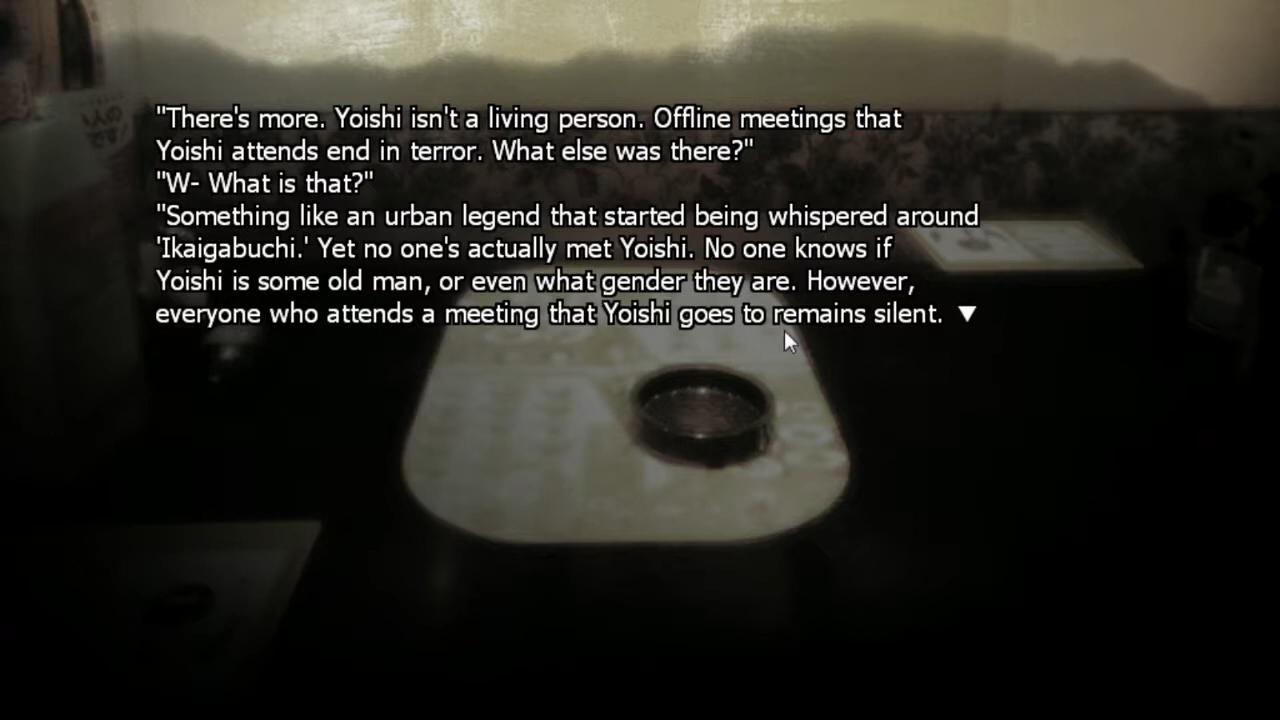 "There's more. Yoishi isn't a living person. Offline meetings that
Yoishi attends end in terror. What else was there?"
"W- What is that?"
"Something like an urban legend that started being whispered around
'Ikaigabuchi.' Yet no one's actually met Yoishi. No one knows if
Yoishi is some old man, or even what gender they are. However,
everyone who attends a meeting that Yoishi goes to remains silent. ▼